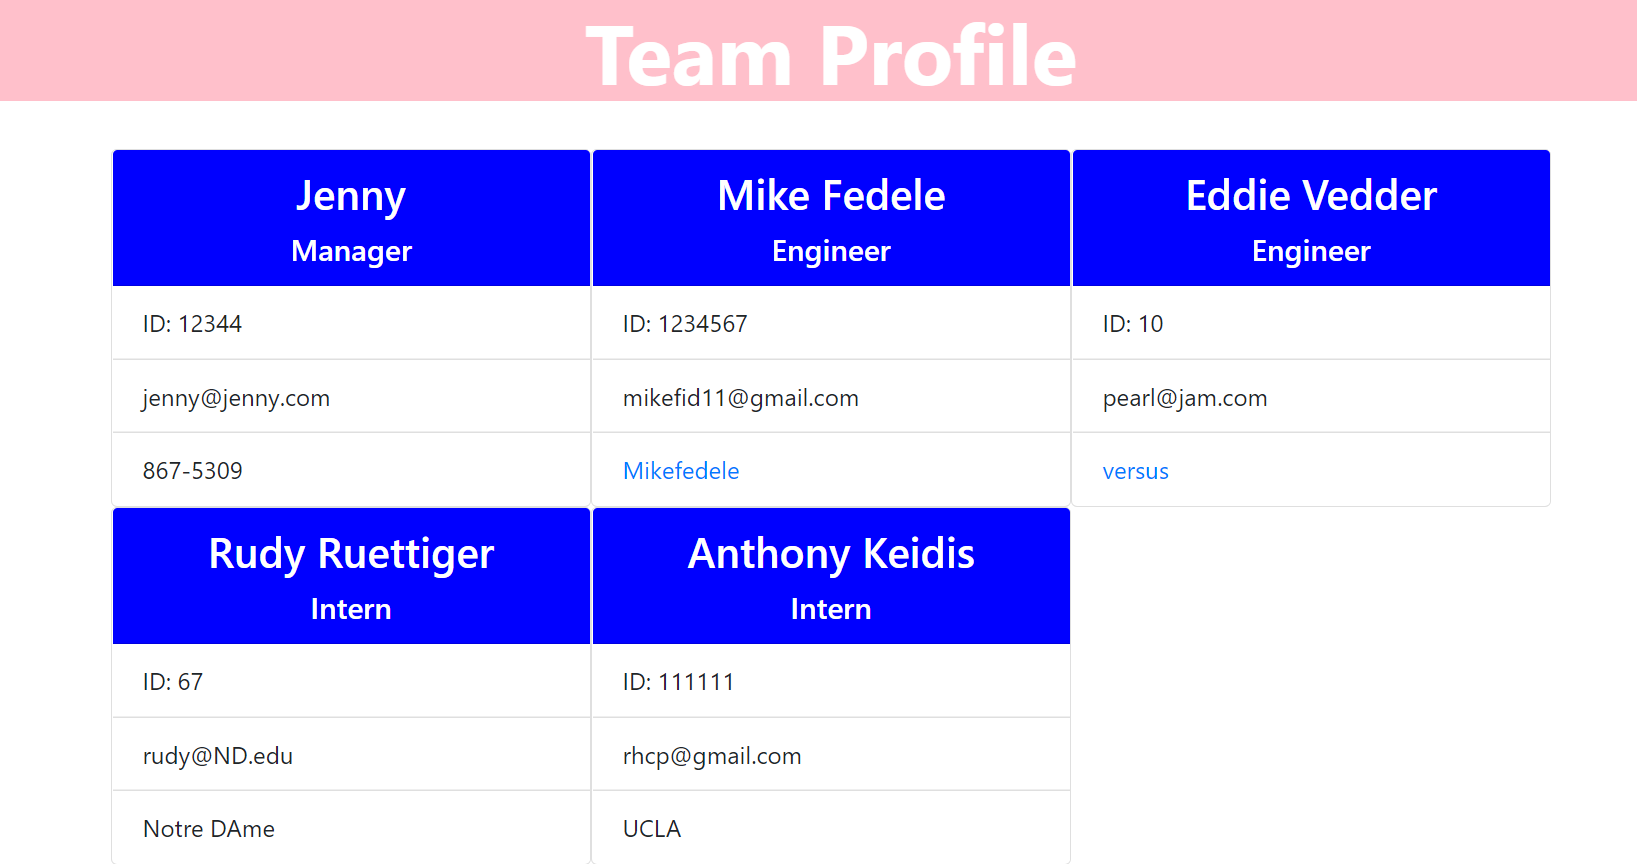 Team Profile
Jenny
Manager
ID: 12344
jenny@jenny.com
867-5309
Mike Fedele
Engineer
ID: 1234567
mikefid11@gmail.com
Mikefedele
Eddie Vedder
Engineer
ID: 10
pearl@jam.com
versus
Rudy Ruettiger
Intern
ID: 67
rudy@ND.edu
Notre DAme
Anthony Keidis
Intern
ID: 111111
rhcp@gmail.com
UCLA